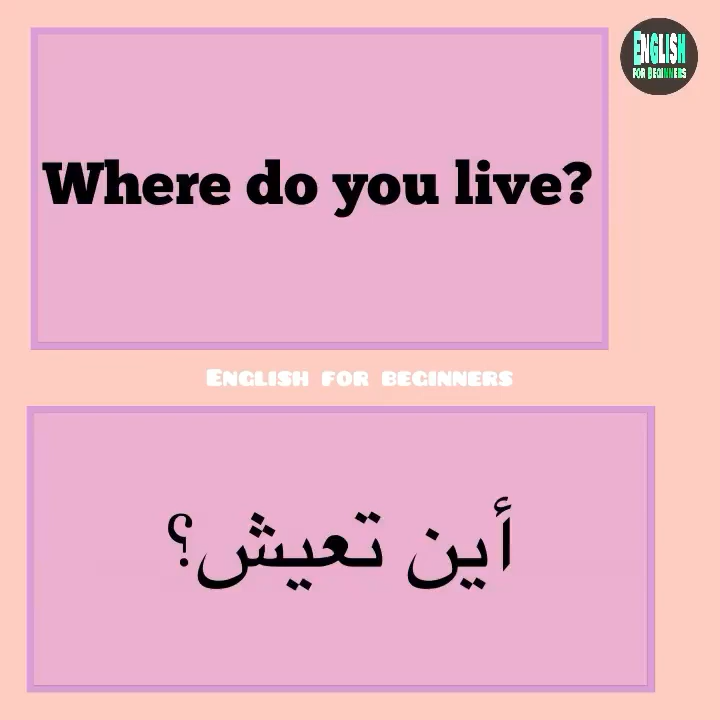 ENGLISH
FOR BEGINNERS
Where do you live?
ENGLISH FOR BEGINNERS
أين تعيش؟